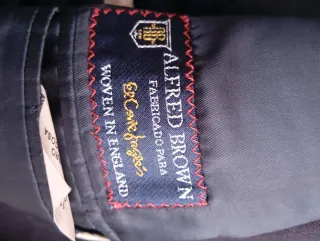 ALFRED BROWN
FABRICADO PARA
El Corte Inglés
WOVEN IN ENGLAND